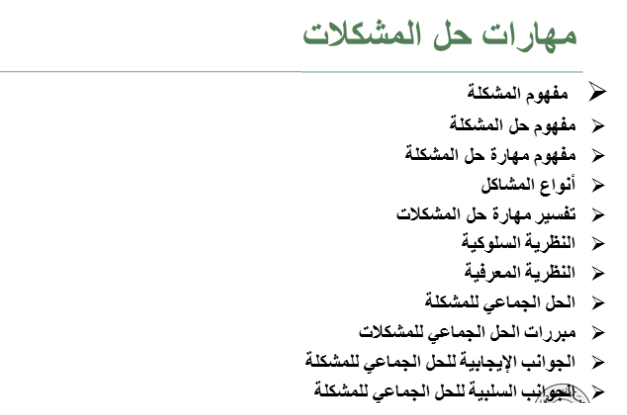 مهارات حل المشكلات
مفهوم المشكلة
مفهوم حل المشكلة
مفهوم مهارة حل المشكلة
أنواع المشاكل
تفسير مهارة حل المشكلات
النظرية السلوكية
النظرية المعرفية
الحل الجماعي للمشكلة
مبررات الحل الجماعي للمشكلات
الجوانب الإيجابية للحل الجماعي للمشكلة
الجوانب السلبية للحل الجماعي للمشكلة